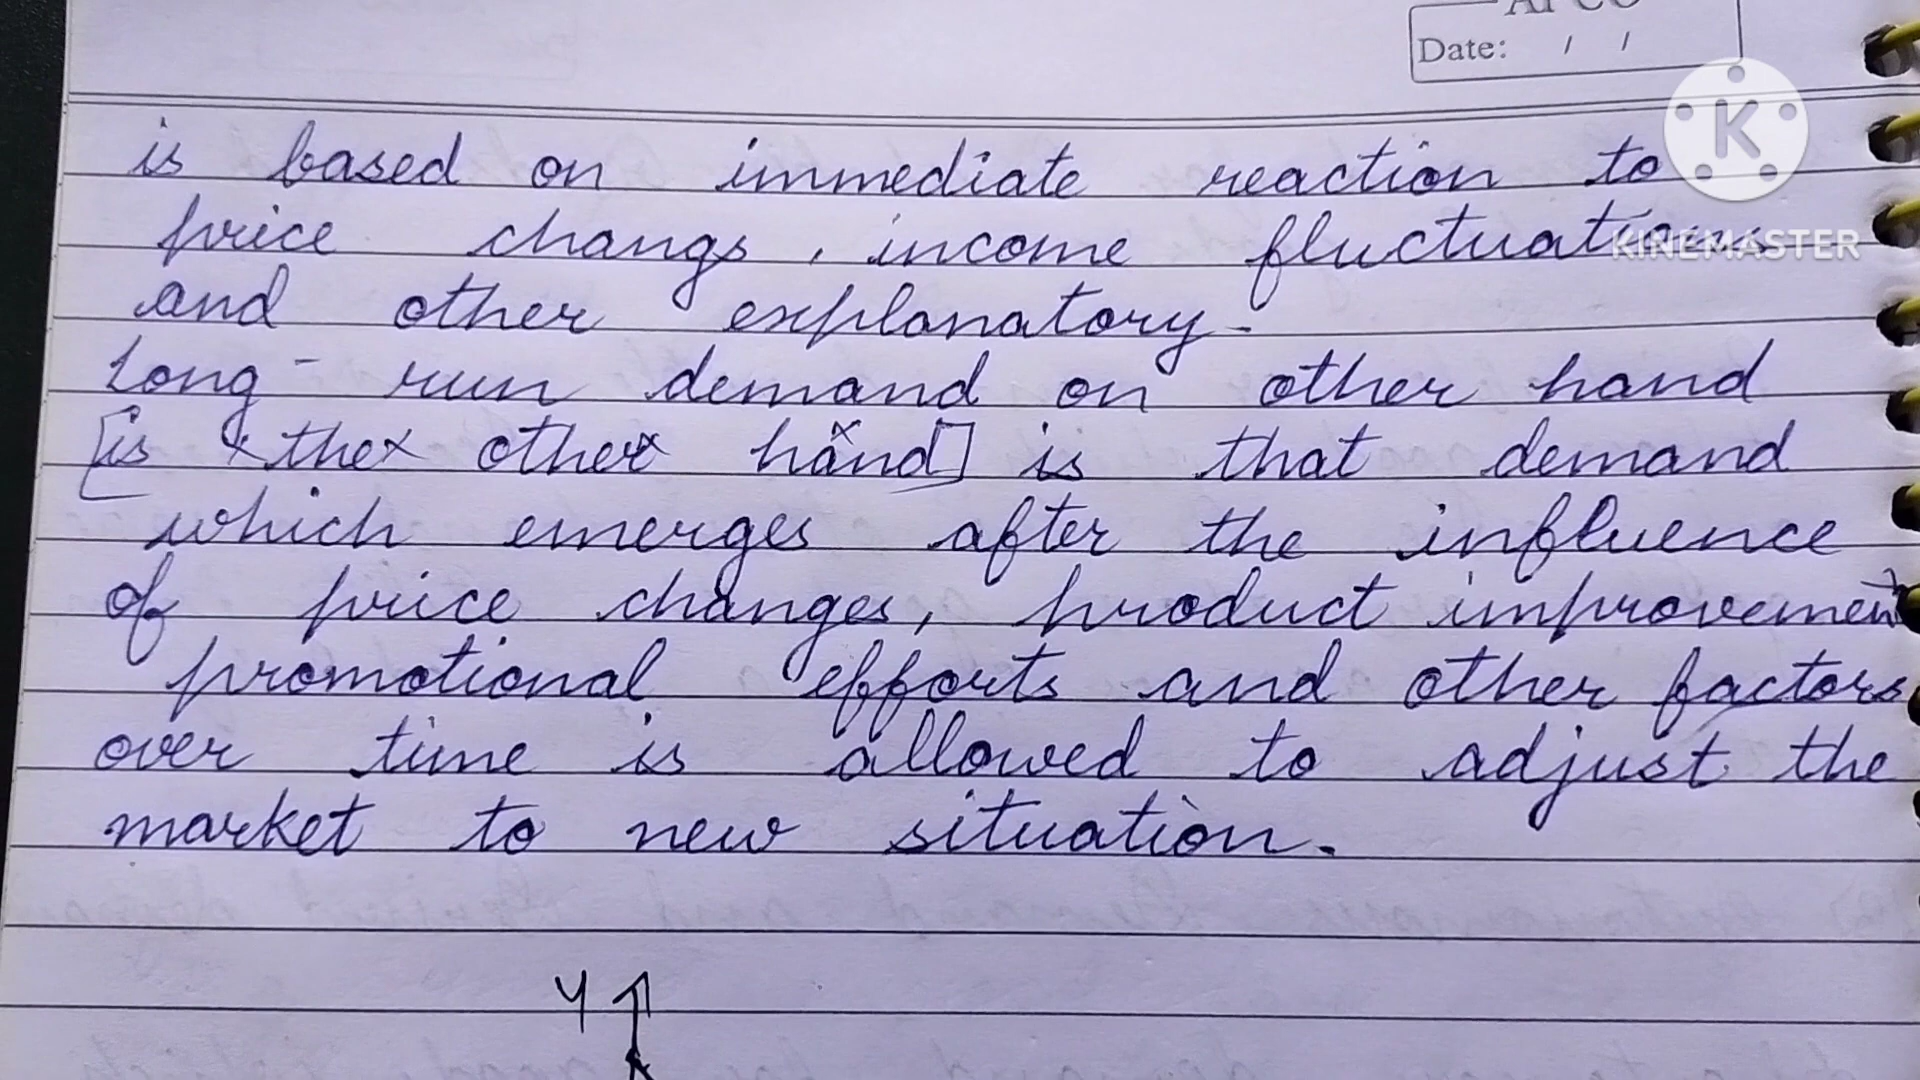 Date: / /
is based on immediate reaction to
price changs, income fluctuations
and other explanatory.
Long-run demand on other hand
[is the other hand] is that demand
which emerges after the influence
of price changes, product improvement
promotional efforts and other factors
over time is allowed to adjust the
market to new situation.
Y
K
KINEMASTER